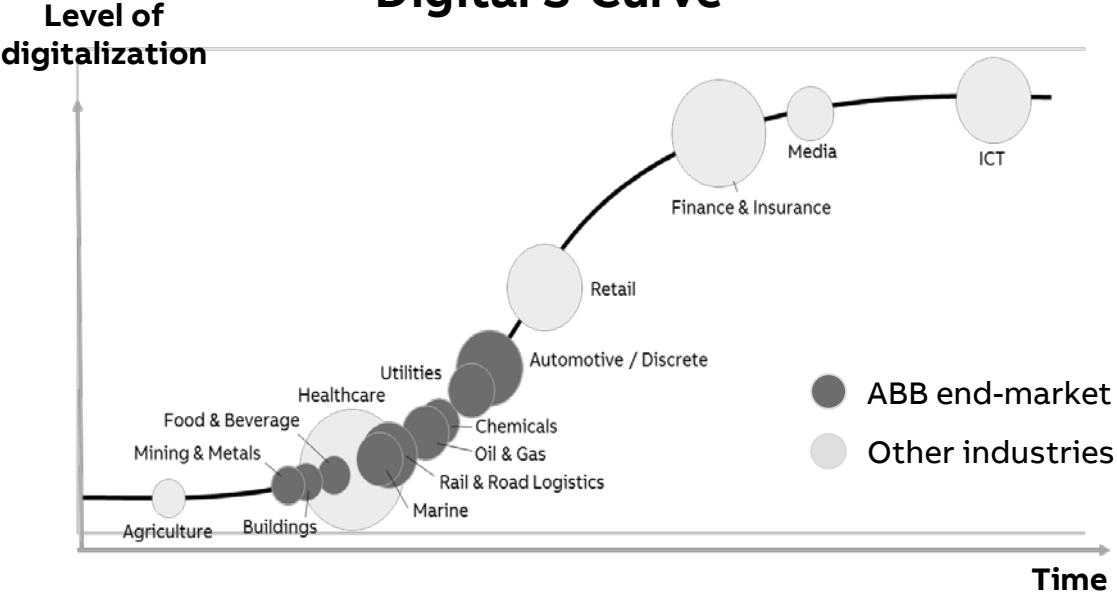 Digital S-Curve
Level of
digitalization
Media
ICT
Finance & Insurance
Retail
Automotive / Discrete
Utilities
Healthcare
ABB end-market
Food & Beverage
Chemicals
Mining & Metals
Oil & Gas
Other industries
Rail & Road Logistics
Marine
Buildings
Agriculture
Time